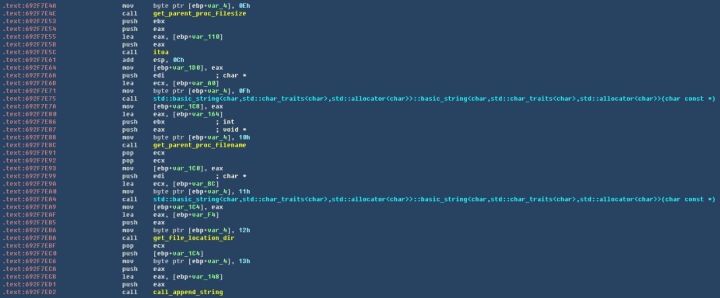 .text:692F7E4A mov byte ptr [ebp+var_4], 0Eh
.text:692F7E4E call get_parent_proc_Filesize
.text:692F7E53 push ebx
.text:692F7E54 push eax
.text:692F7E55 lea eax, [ebp+var_110]
.text:692F7E5B push eax
.text:692F7E5C call itoa
.text:692F7E61 add esp, 0Ch
.text:692F7E64 mov [ebp+var_1D0], eax
.text:692F7E6A push edi ; char *
.text:692F7E6B lea ecx, [ebp+var_A0]
.text:692F7E71 mov byte ptr [ebp+var_4], 0Fh
.text:692F7E75 call std::basic_string<char,std::char_traits<char>,std::allocator<char>>::basic_string<char,std::char_traits<char>,std::allocator<char>>(char const *)
.text:692F7E7A mov [ebp+var_1C8], eax
.text:692F7E80 lea eax, [ebp+var_164]
.text:692F7E86 push ebx ; int
.text:692F7E87 push eax ; void *
.text:692F7E88 mov byte ptr [ebp+var_4], 10h
.text:692F7E8C call get_parent_proc_filename
.text:692F7E91 pop ecx
.text:692F7E92 pop ecx
.text:692F7E93 mov [ebp+var_1C0], eax
.text:692F7E99 push edi ; char *
.text:692F7E9A lea ecx, [ebp+var_BC]
.text:692F7EA0 mov byte ptr [ebp+var_4], 11h
.text:692F7EA4 call std::basic_string<char,std::char_traits<char>,std::allocator<char>>::basic_string<char,std::char_traits<char>,std::allocator<char>>(char const *)
.text:692F7EA9 mov [ebp+var_1C4], eax
.text:692F7EAF lea eax, [ebp+var_F4]
.text:692F7EB5 push eax
.text:692F7EB6 mov byte ptr [ebp+var_4], 12h
.text:692F7EBA call get_file_location_dir
.text:692F7EBF pop ecx
.text:692F7EC0 push [ebp+var_1C4]
.text:692F7EC6 mov byte ptr [ebp+var_4], 13h
.text:692F7ECA push eax
.text:692F7ECB lea eax, [ebp+var_148]
.text:692F7ED1 push eax
.text:692F7ED2 call call_append_string